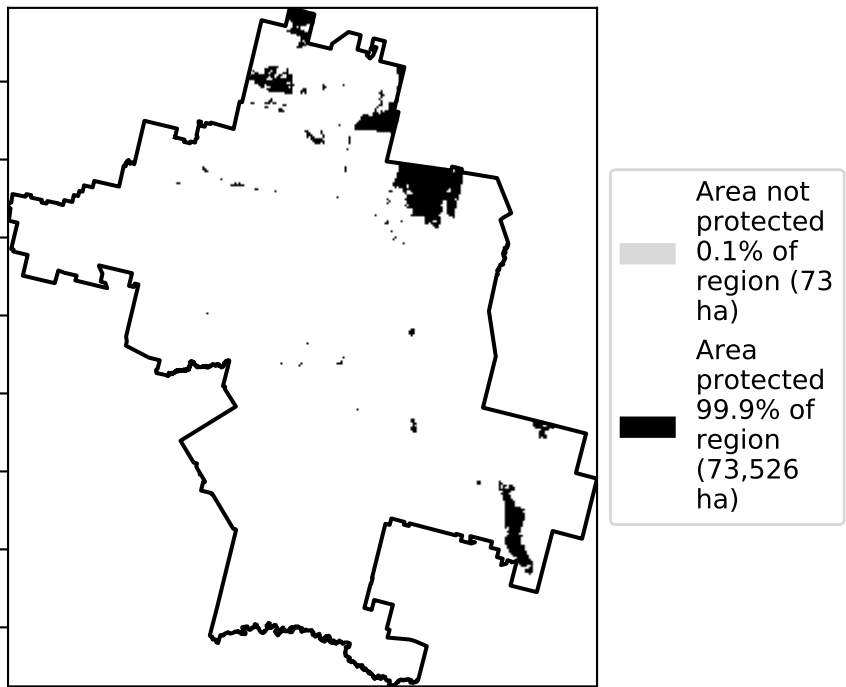 Area not
protected
0.1% of
region (73
ha)
Area
protected
99.9% of
region
(73,526
ha)